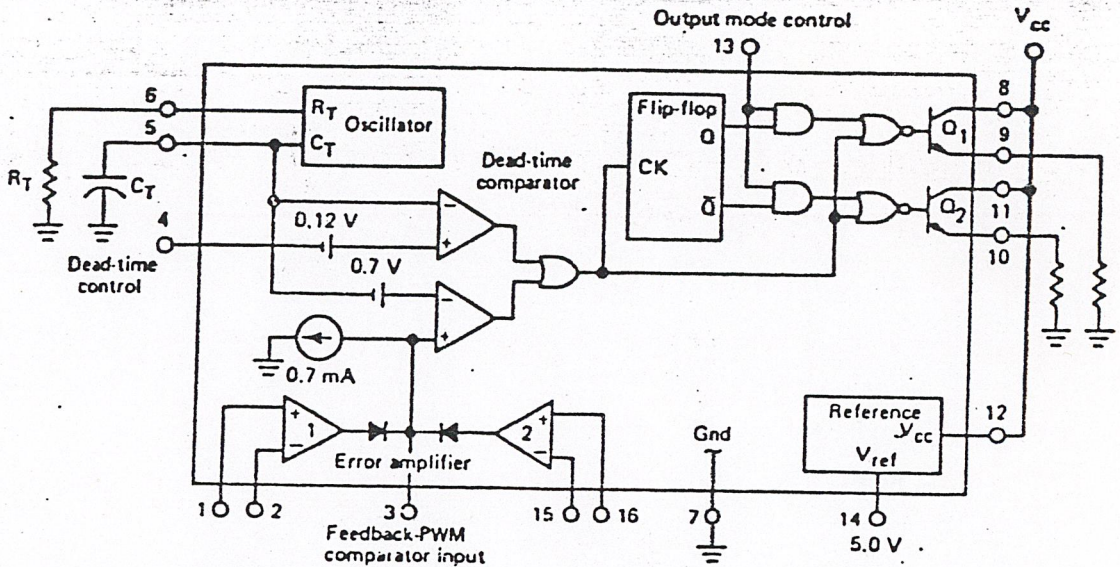 Output mode control
13
Vcc
6
RT
Oscillator
5
CT
RT
CT
4
Dead-time
control
0.12 V
0.7 V
Dead-time
comparator
Flip-flop
Q
CK
Q̄
8
Q1
9
Q2
11
10
0.7 mA
+
1
−
Error amplifier
2
+
−
Gnd
Reference
Vcc
Vref
12
1
2
3
Feedback-PWM
comparator input
15
16
7
14
5.0 V
−
+
−
+